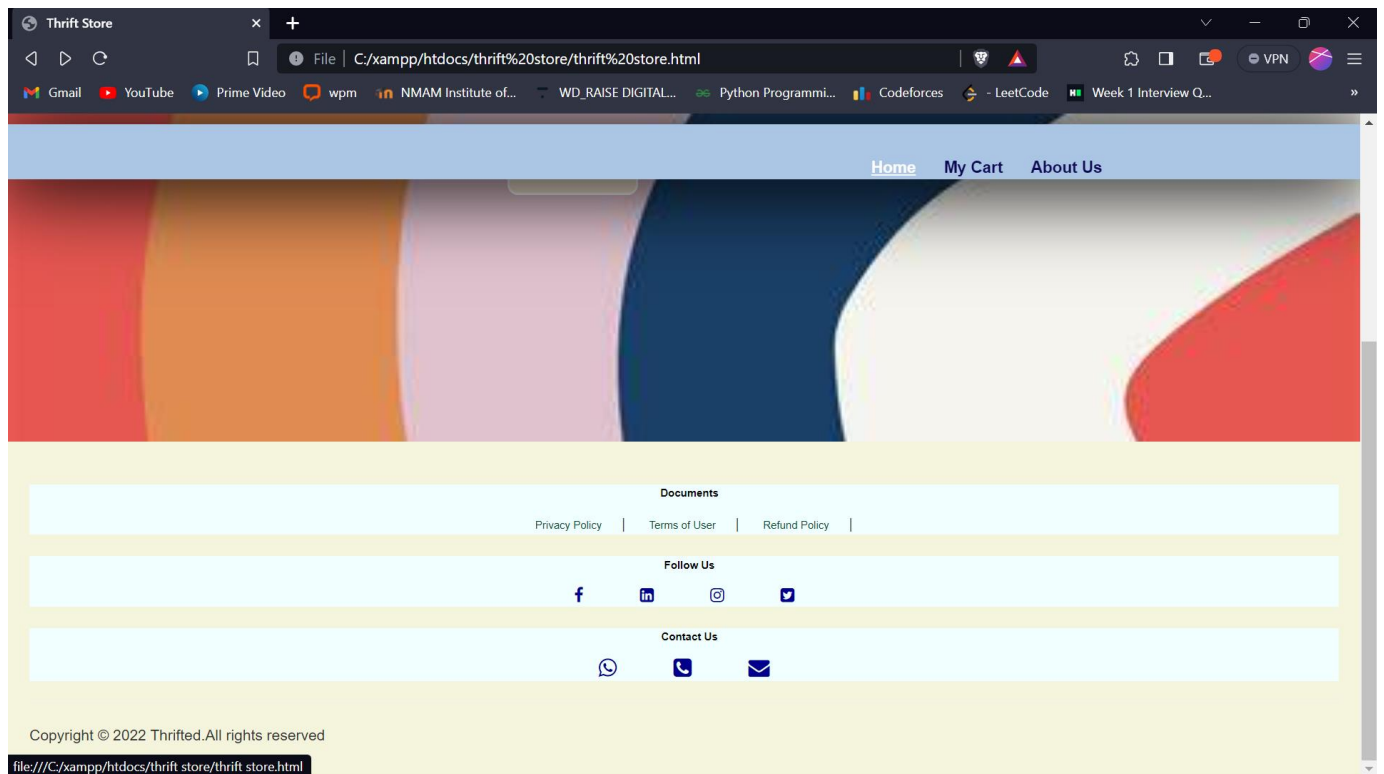 Thrift Store
File C:/xampp/htdocs/thrift%20store/thrift%20store.html VPN
Gmail YouTube Prime Video wpm NMAM Institute of... WD_RAISE DIGITAL... Python Programmi... Codeforces - LeetCode Week 1 Interview Q... »
Home My Cart About Us
Documents
Privacy Policy | Terms of User | Refund Policy |
Follow Us
Contact Us
Copyright © 2022 Thrifted.All rights reserved
file:///C:/xampp/htdocs/thrift store/thrift store.html